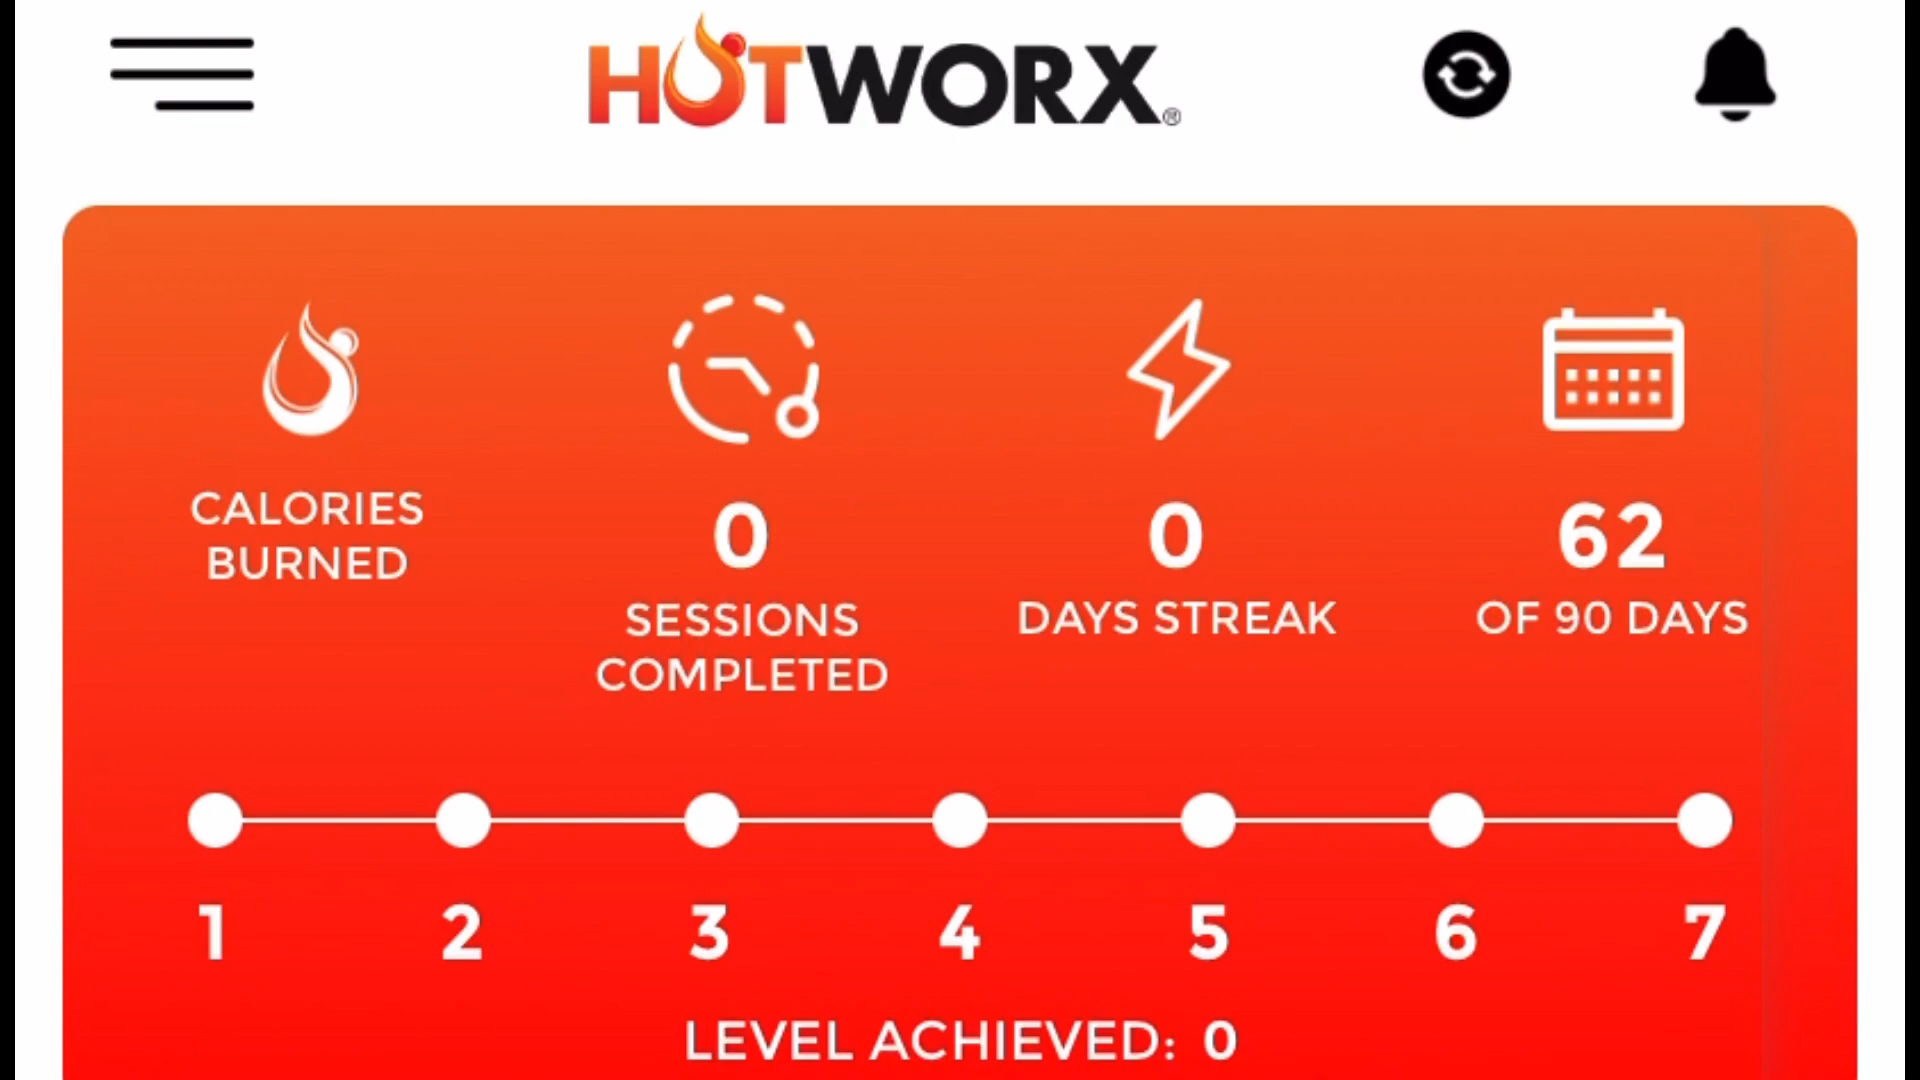 HOTWORX®
CALORIES
BURNED
0
SESSIONS
COMPLETED
0
DAYS STREAK
62
OF 90 DAYS
1 2 3 4 5 6 7
LEVEL ACHIEVED: 0